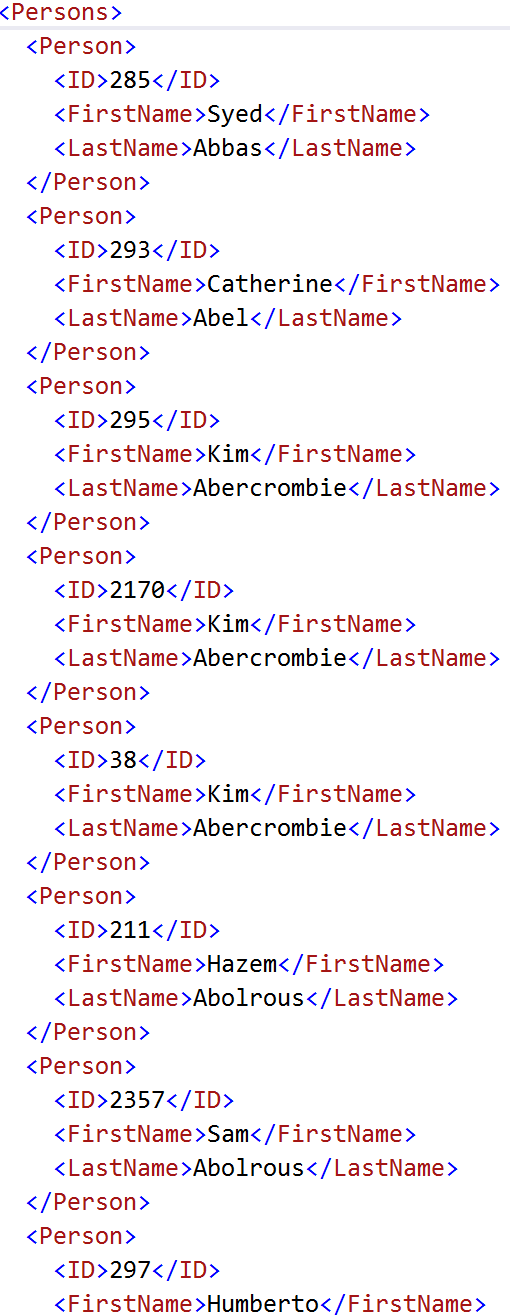 <Persons>
  <Person>
    <ID>285</ID>
    <FirstName>Syed</FirstName>
    <LastName>Abbas</LastName>
  </Person>
  <Person>
    <ID>293</ID>
    <FirstName>Catherine</FirstName>
    <LastName>Abel</LastName>
  </Person>
  <Person>
    <ID>295</ID>
    <FirstName>Kim</FirstName>
    <LastName>Abercrombie</LastName>
  </Person>
  <Person>
    <ID>2170</ID>
    <FirstName>Kim</FirstName>
    <LastName>Abercrombie</LastName>
  </Person>
  <Person>
    <ID>38</ID>
    <FirstName>Kim</FirstName>
    <LastName>Abercrombie</LastName>
  </Person>
  <Person>
    <ID>211</ID>
    <FirstName>Hazem</FirstName>
    <LastName>Abolrous</LastName>
  </Person>
  <Person>
    <ID>2357</ID>
    <FirstName>Sam</FirstName>
    <LastName>Abolrous</LastName>
  </Person>
  <Person>
    <ID>297</ID>
    <FirstName>Humberto</FirstName>